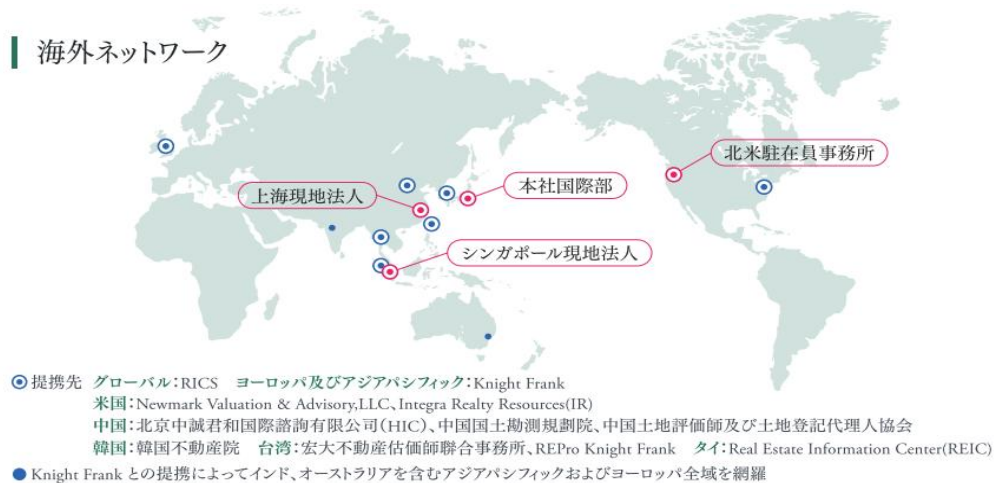 海外ネットワーク
北米駐在員事務所
本社国際部
上海現地法人
シンガポール現地法人
提携先 グローバル：RICS ヨーロッパ及びアジアパシフィック：Knight Frank
米国：Newmark Valuation & Advisory,LLC、Integra Realty Resources(IR)
中国：北京中誠君和国際諮詢有限公司（HIC）、中国国土勘測規劃院、中国土地評価師及び土地登記代理人協会
韓国：韓国不動産院 台湾：宏大不動産估価師聯合事務所、REPro Knight Frank タイ：Real Estate Information Center(REIC)
Knight Frank との提携によってインド、オーストラリアを含むアジアパシフィックおよびヨーロッパ全域を網羅